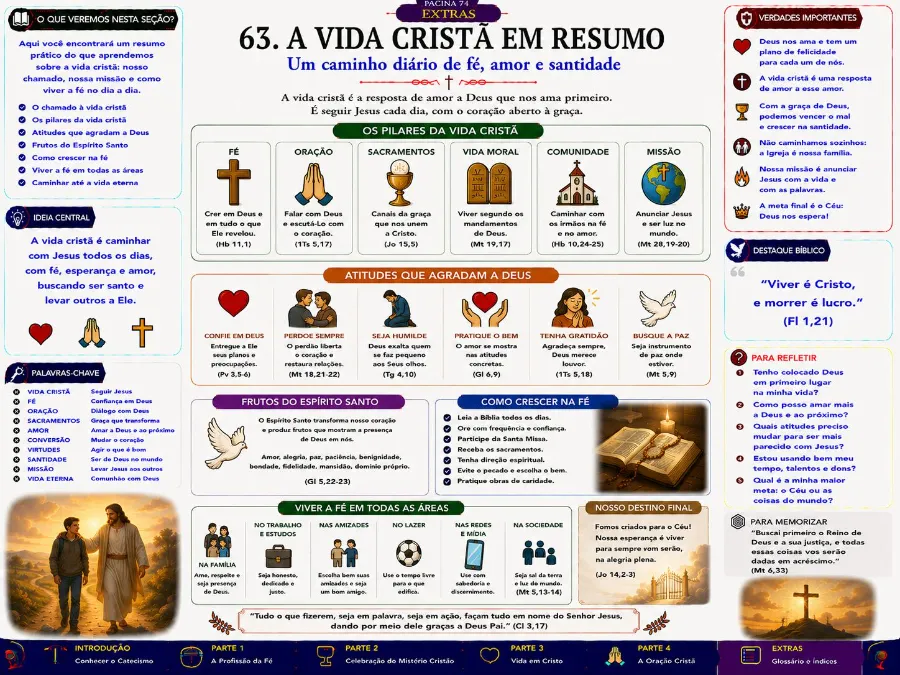 PÁGINA 74
EXTRAS
63. A VIDA CRISTÃ EM RESUMO
Um caminho diário de fé, amor e santidade
A vida cristã é a resposta de amor a Deus que nos ama primeiro.
É seguir Jesus cada dia, com o coração aberto à graça.
O QUE VEREMOS NESTA SEÇÃO?
Aqui você encontrará um resumo
prático do que aprendemos
sobre a vida cristã: nosso
chamado, nossa missão e como
viver a fé no dia a dia.
O chamado à vida cristã
Os pilares da vida cristã
Atitudes que agradam a Deus
Frutos do Espírito Santo
Como crescer na fé
Viver a fé em todas as áreas
Caminhar até a vida eterna
IDEIA CENTRAL
A vida cristã é caminhar
com Jesus todos os dias,
com fé, esperança e amor,
buscando ser santo e
levar outros a Ele.
PALAVRAS-CHAVE
VIDA CRISTÃ Seguir Jesus
FÉ Confiança em Deus
ORAÇÃO Diálogo com Deus
SACRAMENTOS Graça que transforma
AMOR Amar a Deus e ao próximo
CONVERSÃO Mudar o coração
VIRTUDES Agir o que é bom
SANTIDADE Ser de Deus no mundo
MISSÃO Levar Jesus aos outros
VIDA ETERNA Comunhão com Deus
OS PILARES DA VIDA CRISTÃ
FÉ
Crer em Deus e
em tudo o que
Ele revelou.
(Hb 11,1)
ORAÇÃO
Falar com Deus
e escutá-Lo com
o coração.
(1Ts 5,17)
SACRAMENTOS
Canais da graça
que nos unem
a Cristo.
(Jo 15,5)
VIDA MORAL
Viver segundo os
mandamentos
de Deus.
(Mt 19,17)
COMUNIDADE
Caminhar com
os irmãos na fé
e no amor.
(Hb 10,24-25)
MISSÃO
Anunciar Jesus
e ser luz no
mundo.
(Mt 28,19-20)
ATITUDES QUE AGRADAM A DEUS
CONFIE EM DEUS
Entregue a Ele
seus planos e
preocupações.
(Pv 3,5-6)
PERDOE SEMPRE
O perdão liberta
o coração e
restaura relações.
(Mt 18,21-22)
SEJA HUMILDE
Deus exalta quem
se faz pequeno
aos Seus olhos.
(Tg 4,10)
PRATIQUE O BEM
O amor se mostra
nas atitudes
concretas.
(Gl 6,9)
TENHA GRATIDÃO
Agradeça sempre,
Deus merece
louvor.
(1Ts 5,18)
BUSQUE A PAZ
Seja instrumento
de paz onde
estiver.
(Mt 5,9)
FRUTOS DO ESPÍRITO SANTO
O Espírito Santo transforma nosso coração
e produz frutos que mostram a presença
de Deus em nós.
Amor, alegria, paz, paciência, benignidade,
bondade, fidelidade, mansidão, domínio próprio.
(Gl 5,22-23)
COMO CRESCER NA FÉ
Leia a Bíblia todos os dias.
Ore com frequência e confiança.
Participe da Santa Missa.
Receba os sacramentos.
Tenha direção espiritual.
Evite o pecado e escolha o bem.
Pratique obras de caridade.
VIVER A FÉ EM TODAS AS ÁREAS
NA FAMÍLIA
Ame, respeite e
seja presença
de Deus.
NO TRABALHO
E ESTUDOS
Seja honesto,
dedicado e
justo.
NAS AMIZADES
Escolha bem suas
amizades e seja
um bom amigo.
NO LAZER
Use o tempo livre
para o que
edifica.
NAS REDES
E MÍDIA
Use com
sabedoria e
discernimento.
NA SOCIEDADE
Seja sal da terra
e luz do mundo.
(Mt 5,13-14)
NOSSO DESTINO FINAL
Fomos criados para o Céu!
Nossa esperança é viver
para sempre vom serão,
na alegria plena.
(Jo 14,2-3)
"Tudo o que fizerem, seja em palavra, seja em ação, façam tudo em nome do Senhor Jesus,
dando por meio dele graças a Deus Pai." (Cl 3,17)
VERDADES IMPORTANTES
Deus nos ama e tem um
plano de felicidade
para cada um de nós.
A vida cristã é uma resposta
de amor a esse amor.
Com a graça de Deus,
podemos vencer o mal
e crescer na santidade.
Não caminhamos sozinhos:
a Igreja é nossa família.
Nossa missão é anunciar
Jesus com a vida e
com as palavras.
A meta final é o Céu:
Deus nos espera!
DESTAQUE BÍBLICO
"Viver é Cristo,
e morrer é lucro."
(Fl 1,21)
PARA REFLETIR
1 Tenho colocado Deus
em primeiro lugar
na minha vida?
2 Como posso amar mais
a Deus e ao próximo?
3 Quais atitudes preciso
mudar para ser mais
parecido com Jesus?
4 Estou usando bem meu
tempo, talentos e dons?
5 Qual é a minha maior
meta: o Céu ou as
coisas do mundo?
PARA MEMORIZAR
"Buscai primeiro o Reino de
Deus e a sua justiça, e todas
essas coisas vos serão
dadas em acréscimo."
(Mt 6,33)
INTRODUÇÃO
Conhecer o Catecismo
PARTE 1
A Profissão da Fé
PARTE 2
Celebração do Mistério Cristão
PARTE 3
Vida em Cristo
PARTE 4
A Oração Cristã
EXTRAS
Glossário e índices